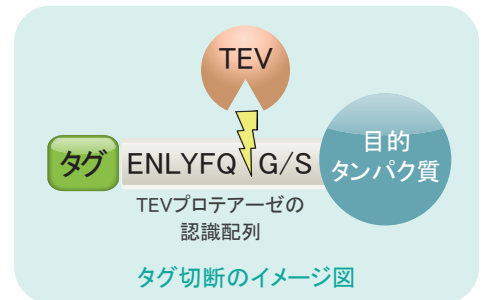 TEV
タグ ENLYFQ G/S
目的
タンパク質
TEVプロテアーゼの
認識配列
タグ切断のイメージ図